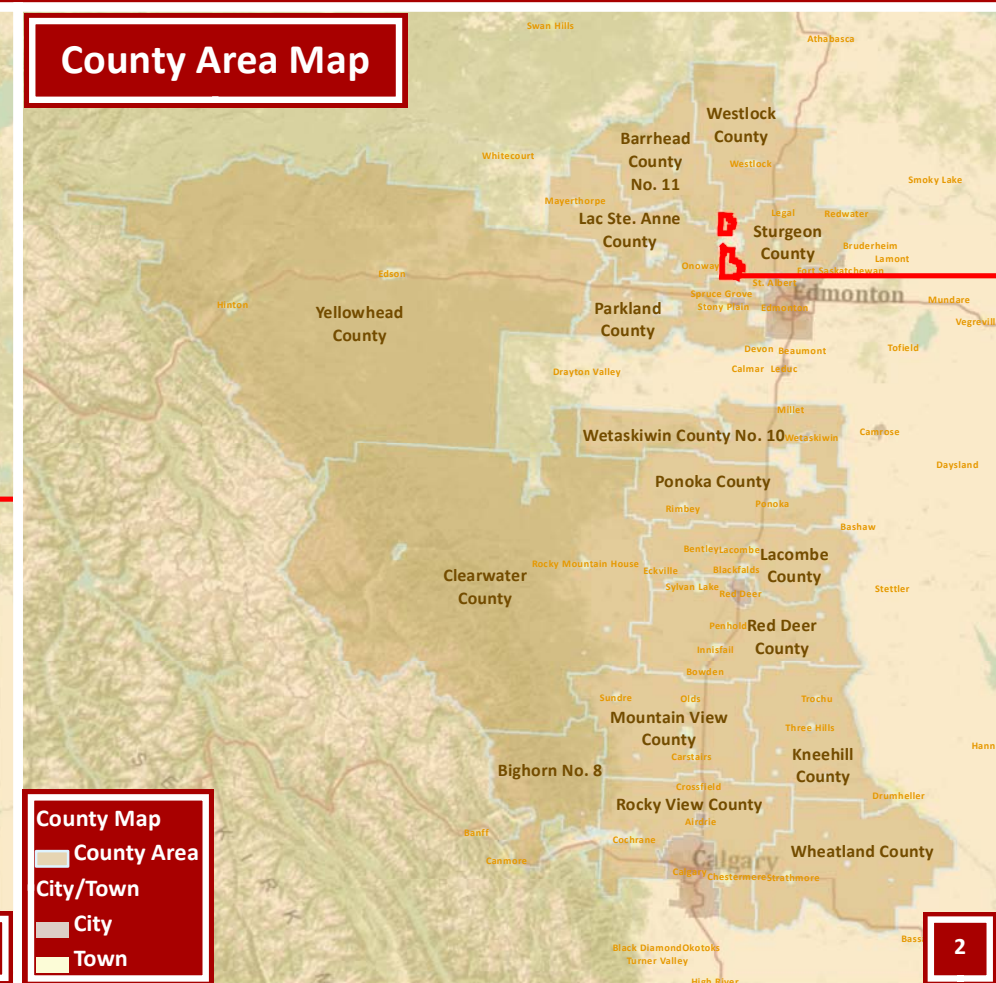 County Area Map
Swan Hills
Athabasca
Westlock
County
Barrhead
County
No. 11
Whitecourt
Westlock
Smoky Lake
Mayerthorpe
Lac Ste. Anne
County
Legal
Redwater
Sturgeon
County
Bruderheim
Lamont
Onoway
Fort Saskatchewan
St. Albert
Edson
Hinton
Yellowhead
County
Spruce Grove
Stony Plain
Edmonton
Edmonton
Parkland
County
Mundare
Vegreville
Tofield
Devon
Beaumont
Calmar
Leduc
Drayton Valley
Millet
Wetaskiwin County No. 10
Wetaskiwin
Camrose
Daysland
Ponoka County
Rimbey
Ponoka
Bashaw
Bentley
Lacombe
Lacombe
County
Rocky Mountain House
Eckville
Blackfalds
Clearwater
County
Sylvan Lake
Red Deer
Stettler
Penhold
Red Deer
County
Innisfail
Bowden
Sundre
Olds
Trochu
Mountain View
County
Three Hills
Hann
Carstairs
Kneehill
County
Bighorn No. 8
Crossfield
Drumheller
Rocky View County
Airdrie
Banff
Cochrane
Canmore
Calgary
Calgary
Wheatland County
Chestermere
Strathmore
Black Diamond
Okotoks
Turner Valley
High River
Bass
County Map
County Area
City/Town
City
Town
2